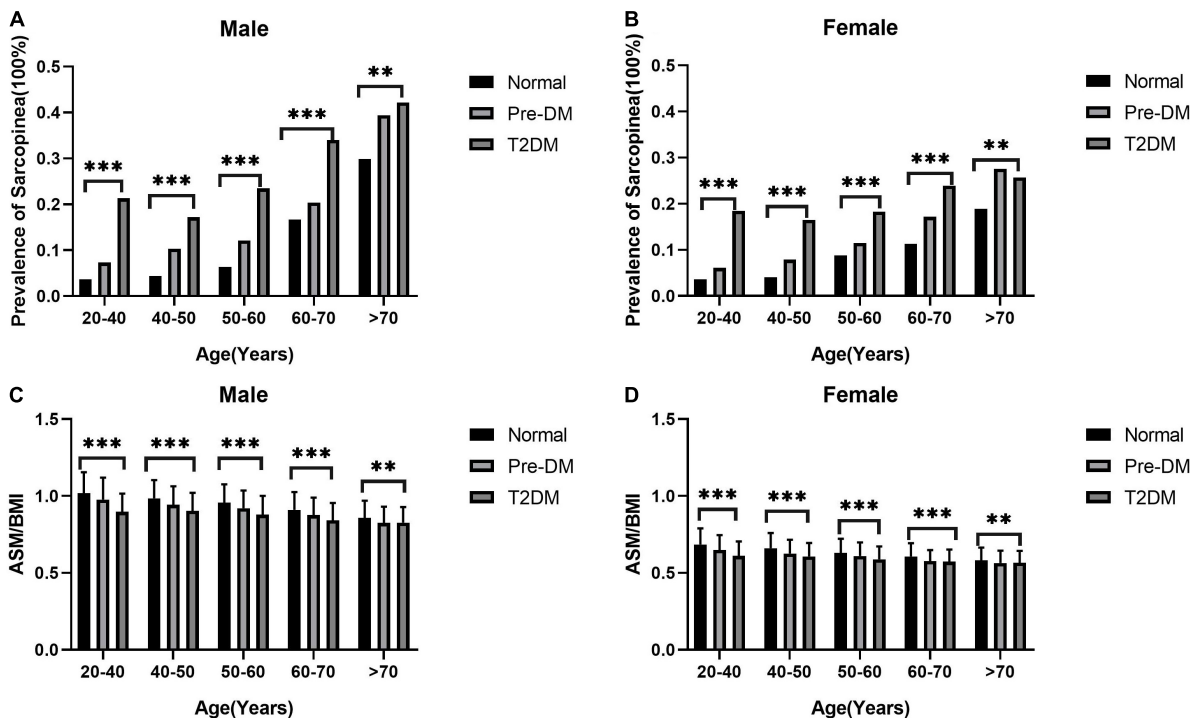 A
Male
Prevalence of Sarcopinea(100%)
0.5
0.4
0.3
0.2
0.1
0.0
***
***
***
***
**
20-40
40-50
50-60
60-70
>70
Age(Years)
Normal
Pre-DM
T2DM
B
Female
Prevalence of Sarcopinea(100%)
0.5
0.4
0.3
0.2
0.1
0.0
***
***
***
***
**
20-40
40-50
50-60
60-70
>70
Age(Years)
Normal
Pre-DM
T2DM
C
Male
ASM/BMI
1.5
1.0
0.5
0.0
***
***
***
***
**
20-40
40-50
50-60
60-70
>70
Age(Years)
Normal
Pre-DM
T2DM
D
Female
ASM/BMI
1.5
1.0
0.5
0.0
***
***
***
***
**
20-40
40-50
50-60
60-70
>70
Age(Years)
Normal
Pre-DM
T2DM